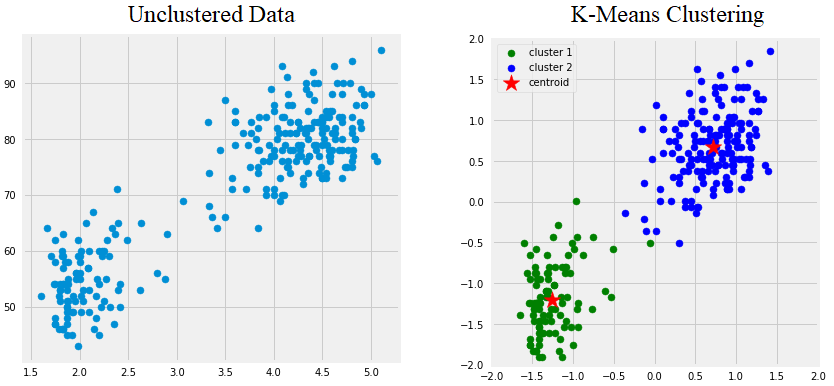 Unclustered Data
90
80
70
60
50
1.5 2.0 2.5 3.0 3.5 4.0 4.5 5.0
K-Means Clustering
cluster 1
cluster 2
centroid
2.0
1.5
1.0
0.5
0.0
−0.5
−1.0
−1.5
−2.0
−2.0 −1.5 −1.0 −0.5 0.0 0.5 1.0 1.5 2.0